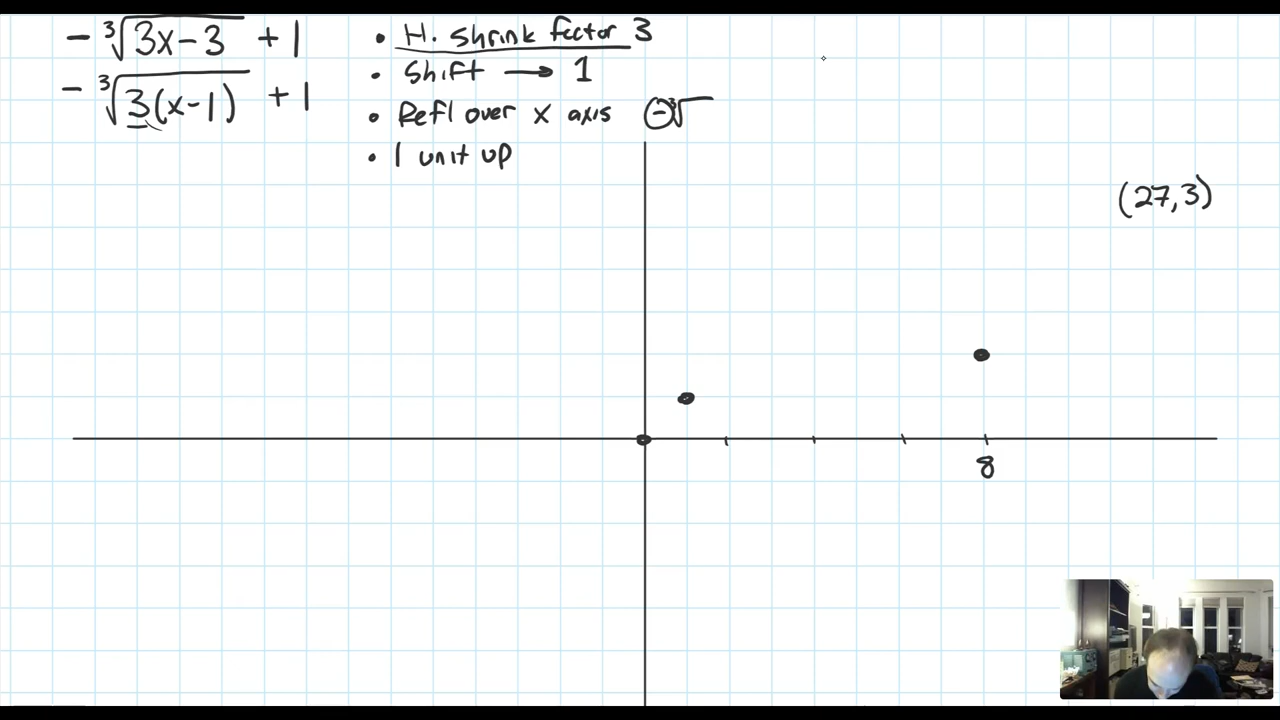 - ∛(3x-3) + 1
- ∛(3(x-1)) + 1
• H. shrink factor 3
• Shift → 1
• Refl over x axis -∛
• 1 unit up
(27,3)
8